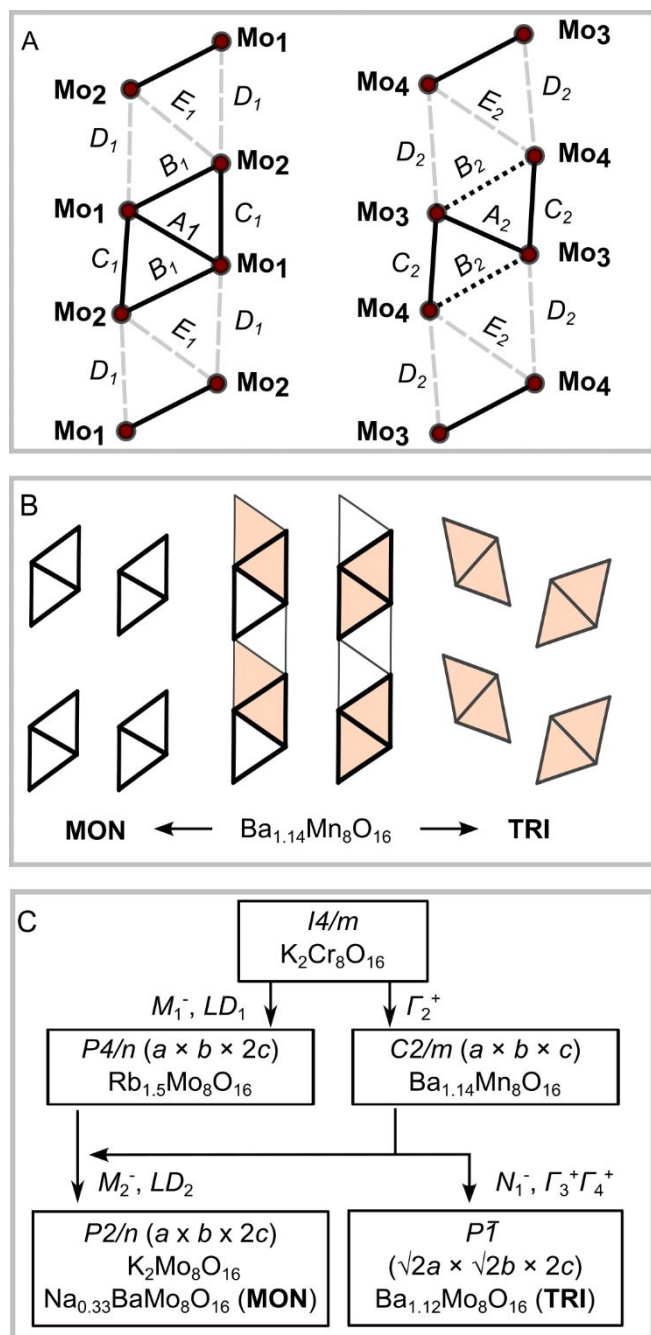 A
Mo₁
Mo₂
D₁
E₁
D₁
B₁
Mo₂
Mo₁
A1
C₁
C₁
B₁
Mo₁
Mo₂
E₁
D₁
D₁
Mo₂
Mo₁
Mo₃
Mo₄
D₂
E₂
D₂
B₂
Mo₄
Mo₃
A₂
C₂
C₂
B₂
Mo₃
Mo₄
D₂
E₂
D₂
Mo₄
Mo₃
B
MON ← Ba₁.₁₄Mn₈O₁₆ → TRI
C
I4/m
K₂Cr₈O₁₆
M₁⁻, LD₁
Γ₂⁺
P4/n (a × b × 2c)
Rb₁.₅Mo₈O₁₆
C2/m (a × b × c)
Ba₁.₁₄Mn₈O₁₆
M₂⁻, LD₂
N₁⁻, Γ₃⁺Γ₄⁺
P2/n (a x b x 2c)
K₂Mo₈O₁₆
Na₀.₃₃BaMo₈O₁₆ (MON)
P1̅
(√2a × √2b × 2c)
Ba₁.₁₂Mo₈O₁₆ (TRI)